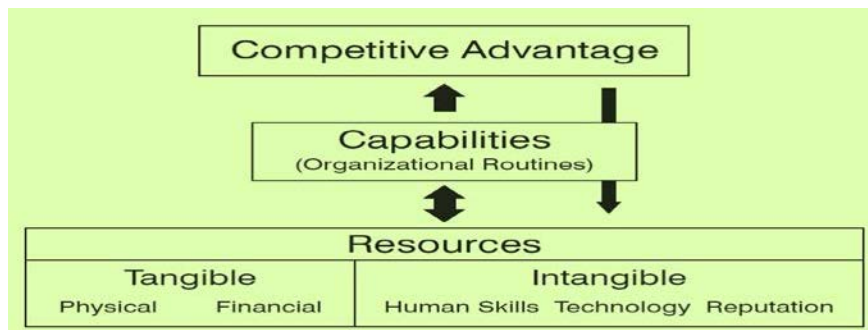 Competitive Advantage
Capabilities
(Organizational Routines)
Resources
Tangible
Intangible
Physical Financial
Human Skills Technology Reputation